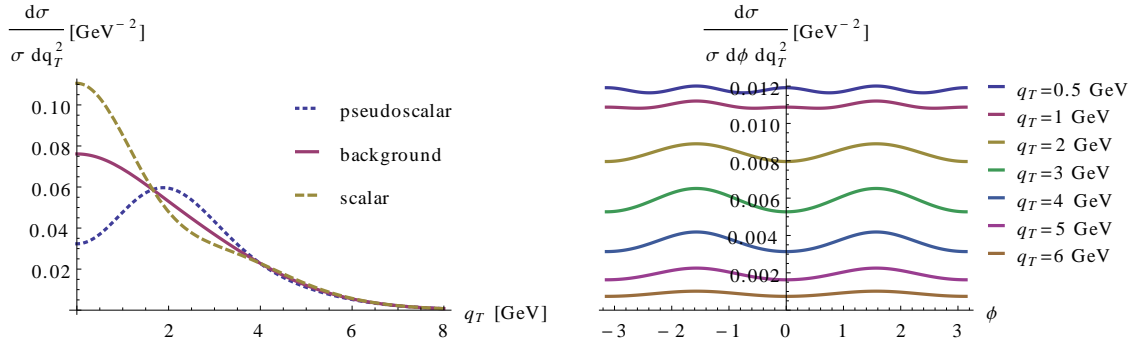 dσ
σ dq_T^2 [GeV^−2]
0.10
0.08
0.06
0.04
0.02
2
4
6
8
q_T [GeV]
pseudoscalar
background
scalar
dσ
σ dϕ dq_T^2 [GeV^−2]
0.012
0.010
0.008
0.006
0.004
0.002
−3
−2
−1
0
1
2
3
ϕ
q_T=0.5 GeV
q_T=1 GeV
q_T=2 GeV
q_T=3 GeV
q_T=4 GeV
q_T=5 GeV
q_T=6 GeV